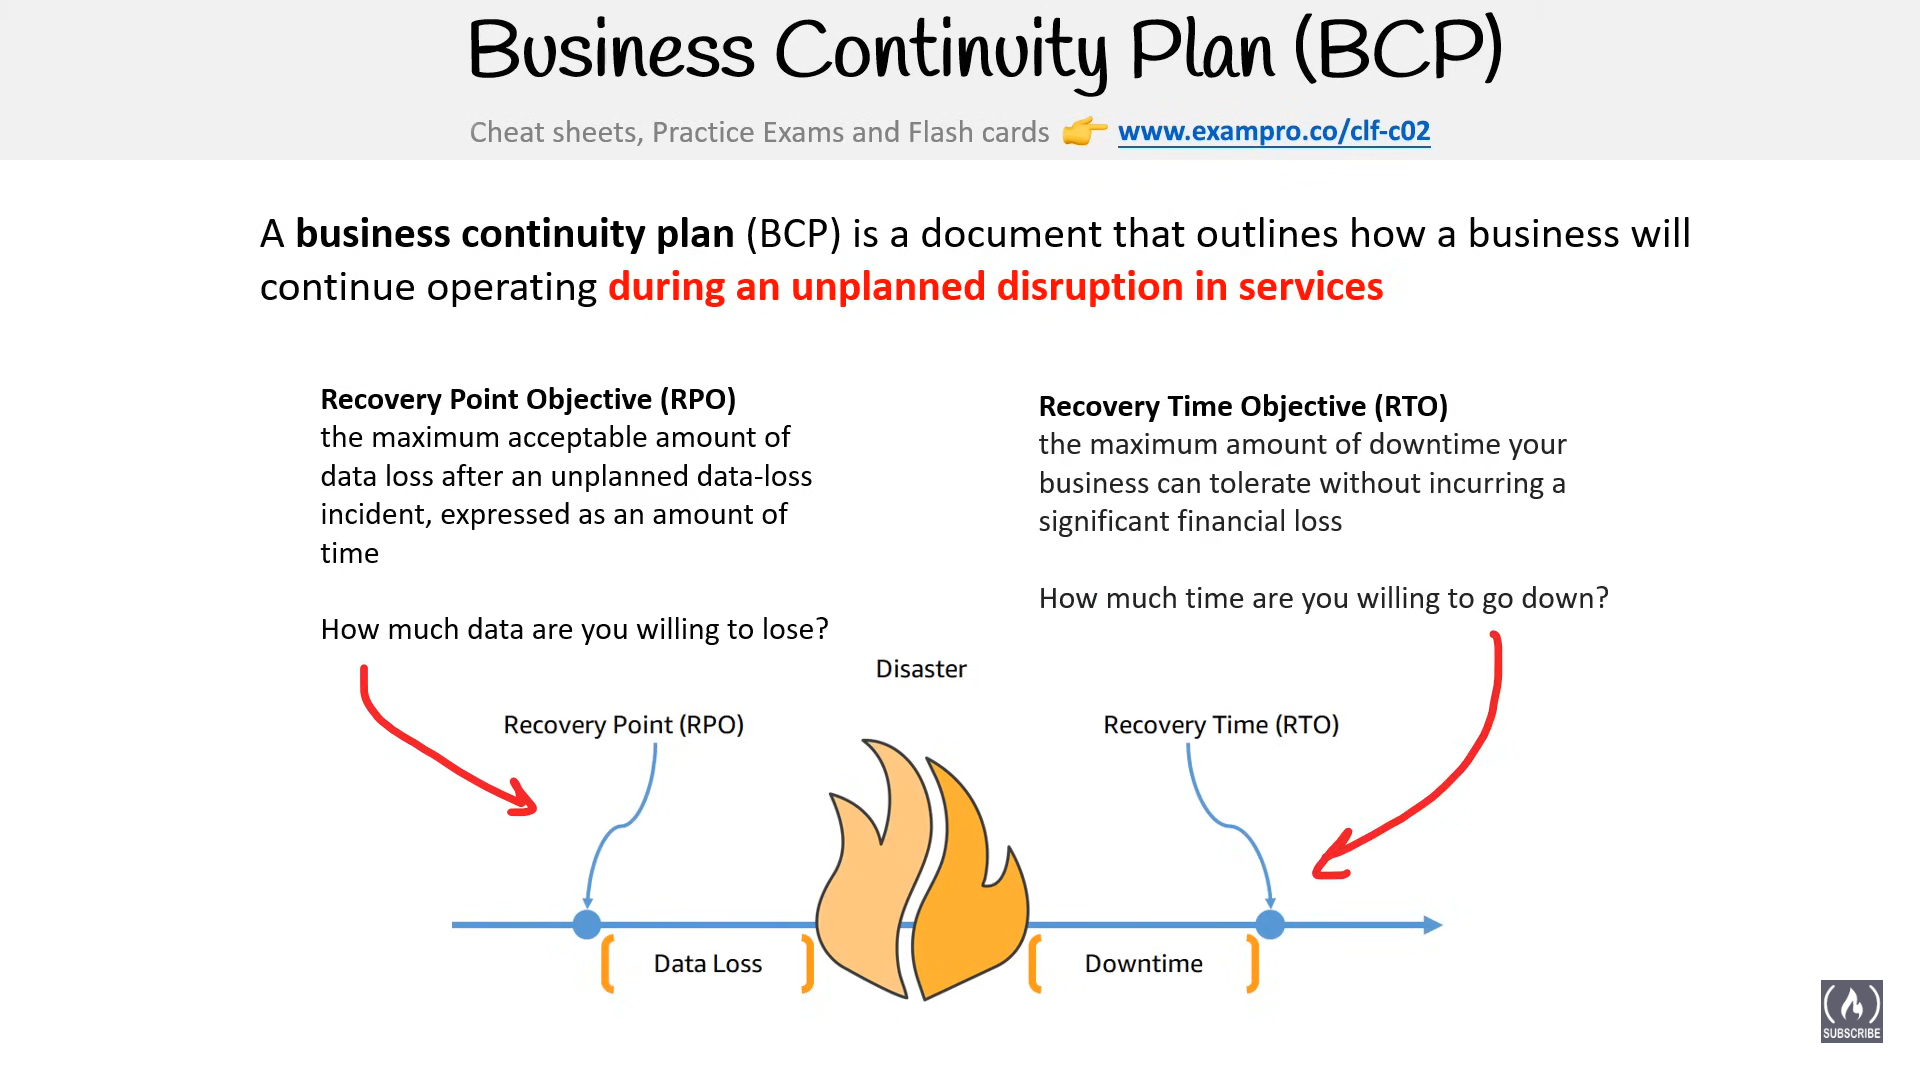 Business Continuity Plan (BCP)
Cheat sheets, Practice Exams and Flash cards 👉 www.exampro.co/clf-c02
A business continuity plan (BCP) is a document that outlines how a business will
continue operating during an unplanned disruption in services
Recovery Point Objective (RPO)
the maximum acceptable amount of
data loss after an unplanned data-loss
incident, expressed as an amount of
time
How much data are you willing to lose?
Recovery Time Objective (RTO)
the maximum amount of downtime your
business can tolerate without incurring a
significant financial loss
How much time are you willing to go down?
Disaster
Recovery Point (RPO)
Recovery Time (RTO)
Data Loss
Downtime
SUBSCRIBE